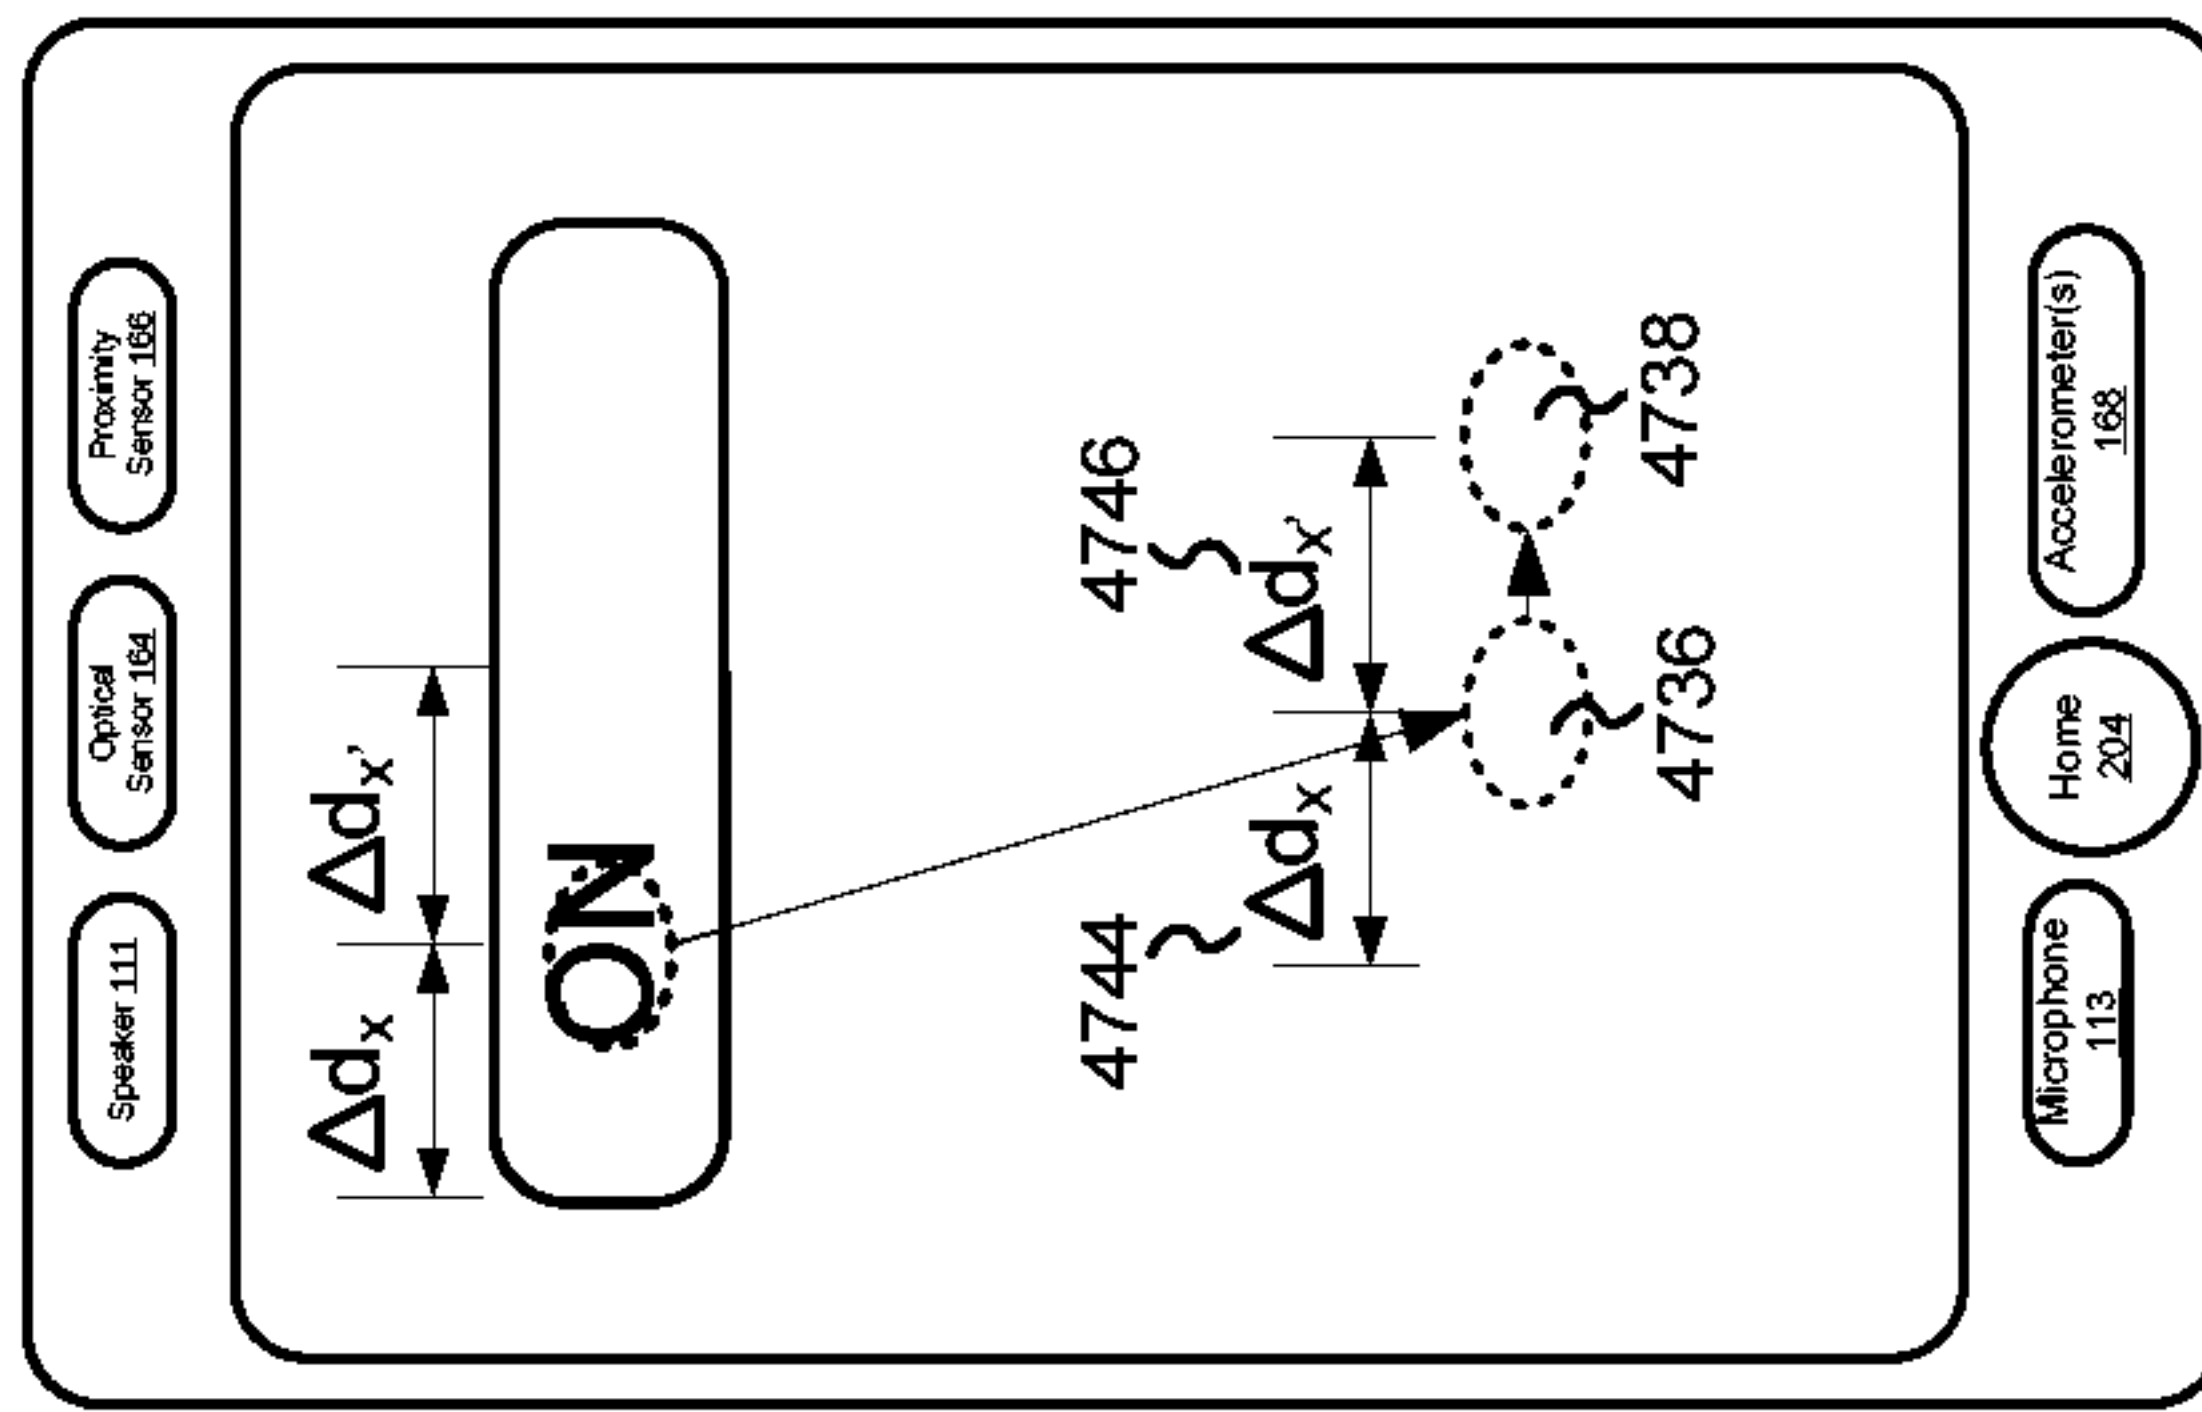 Speaker 111
Optical
Sensor 164
Proximity
Sensor 166
Δdx
Δdx'
ON
4744
4746
Δdx
Δdx'
4736
4738
Microphone
113
Home
204
Accelerometer(s)
168